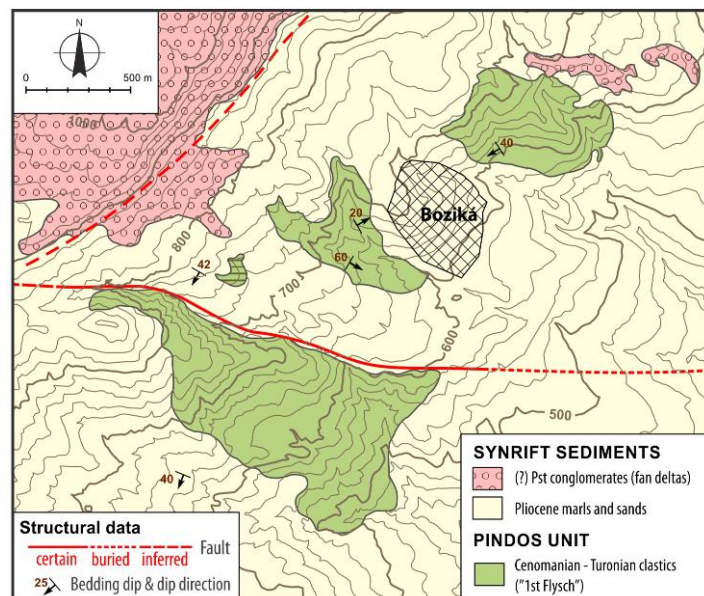 N
0 500 m
1000
800
700
600
500
42
20
60
40
40
Boziká
SYNRIFT SEDIMENTS
(?) Pst conglomerates (fan deltas)
Pliocene marls and sands
PINDOS UNIT
Cenomanian - Turonian clastics
("1st Flysch")
Structural data
Fault
certain buried inferred
25 Bedding dip & dip direction